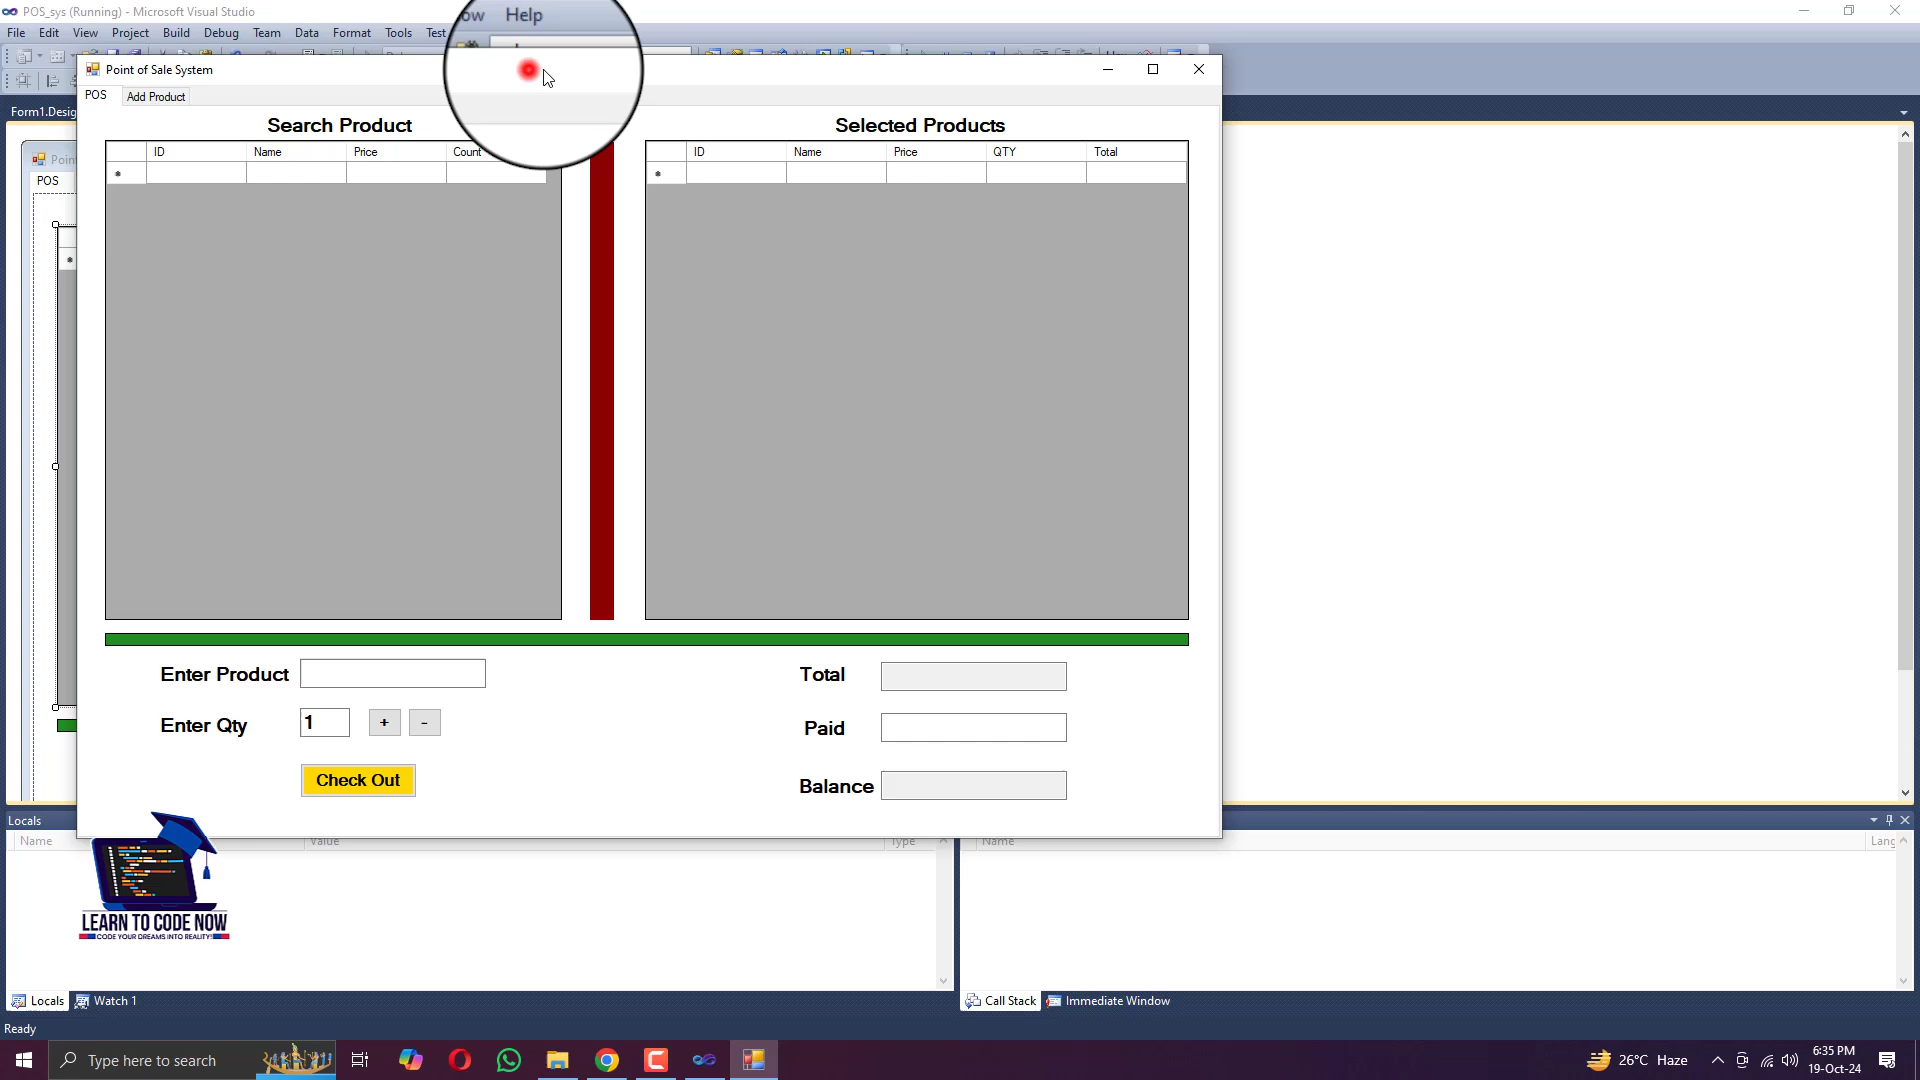 POS_sys (Running) - Microsoft Visual Studio
File Edit View Project Build Debug Team Data Format Tools Test Help
Point of Sale System
POS Add Product
Form1.Desig
Search Product
Selected Products
ID Name Price Count
ID Name Price QTY Total
POS
Enter Product
Total
Enter Qty 1 + -
Paid
Check Out
Balance
Locals
Name Value Type
Name Lang
LEARN TO CODE NOW
CODE YOUR DREAMS INTO REALITY!
Locals Watch 1
Call Stack Immediate Window
Ready
Type here to search
26°C Haze
6:35 PM
19-Oct-24